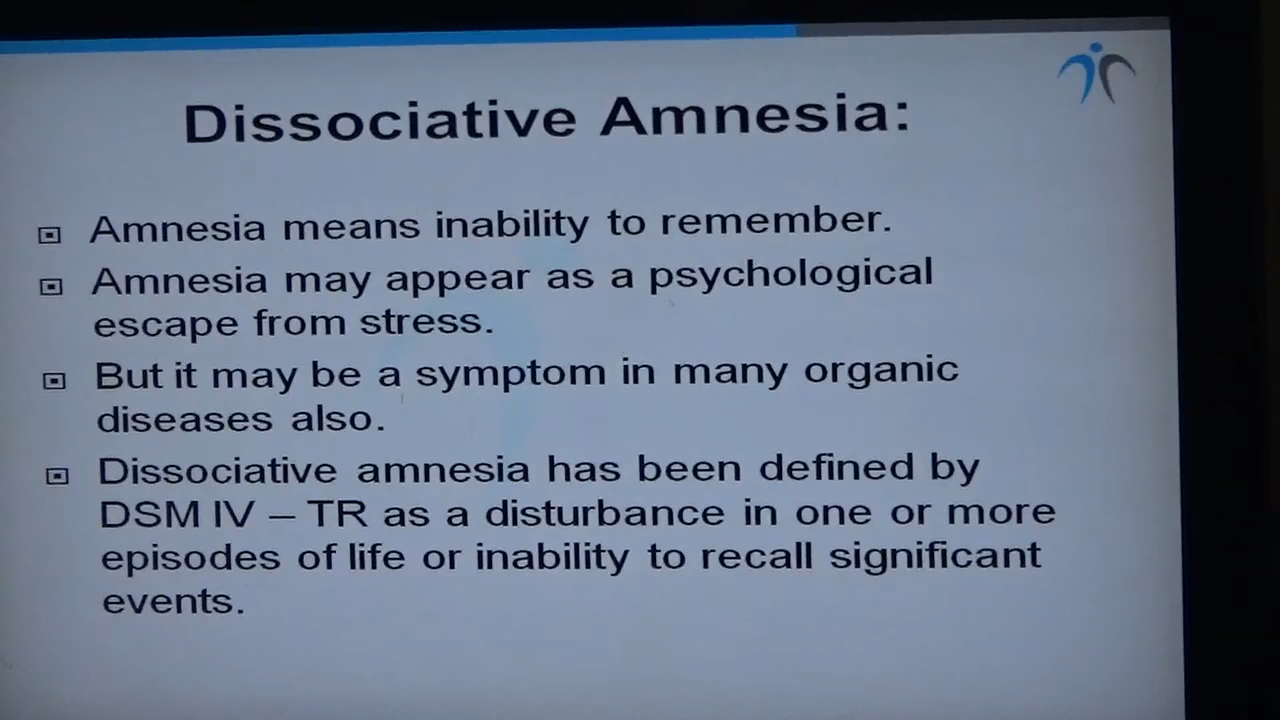 Dissociative Amnesia:
Amnesia means inability to remember.
Amnesia may appear as a psychological
escape from stress.
But it may be a symptom in many organic
diseases also.
Dissociative amnesia has been defined by
DSM IV – TR as a disturbance in one or more
episodes of life or inability to recall significant
events.